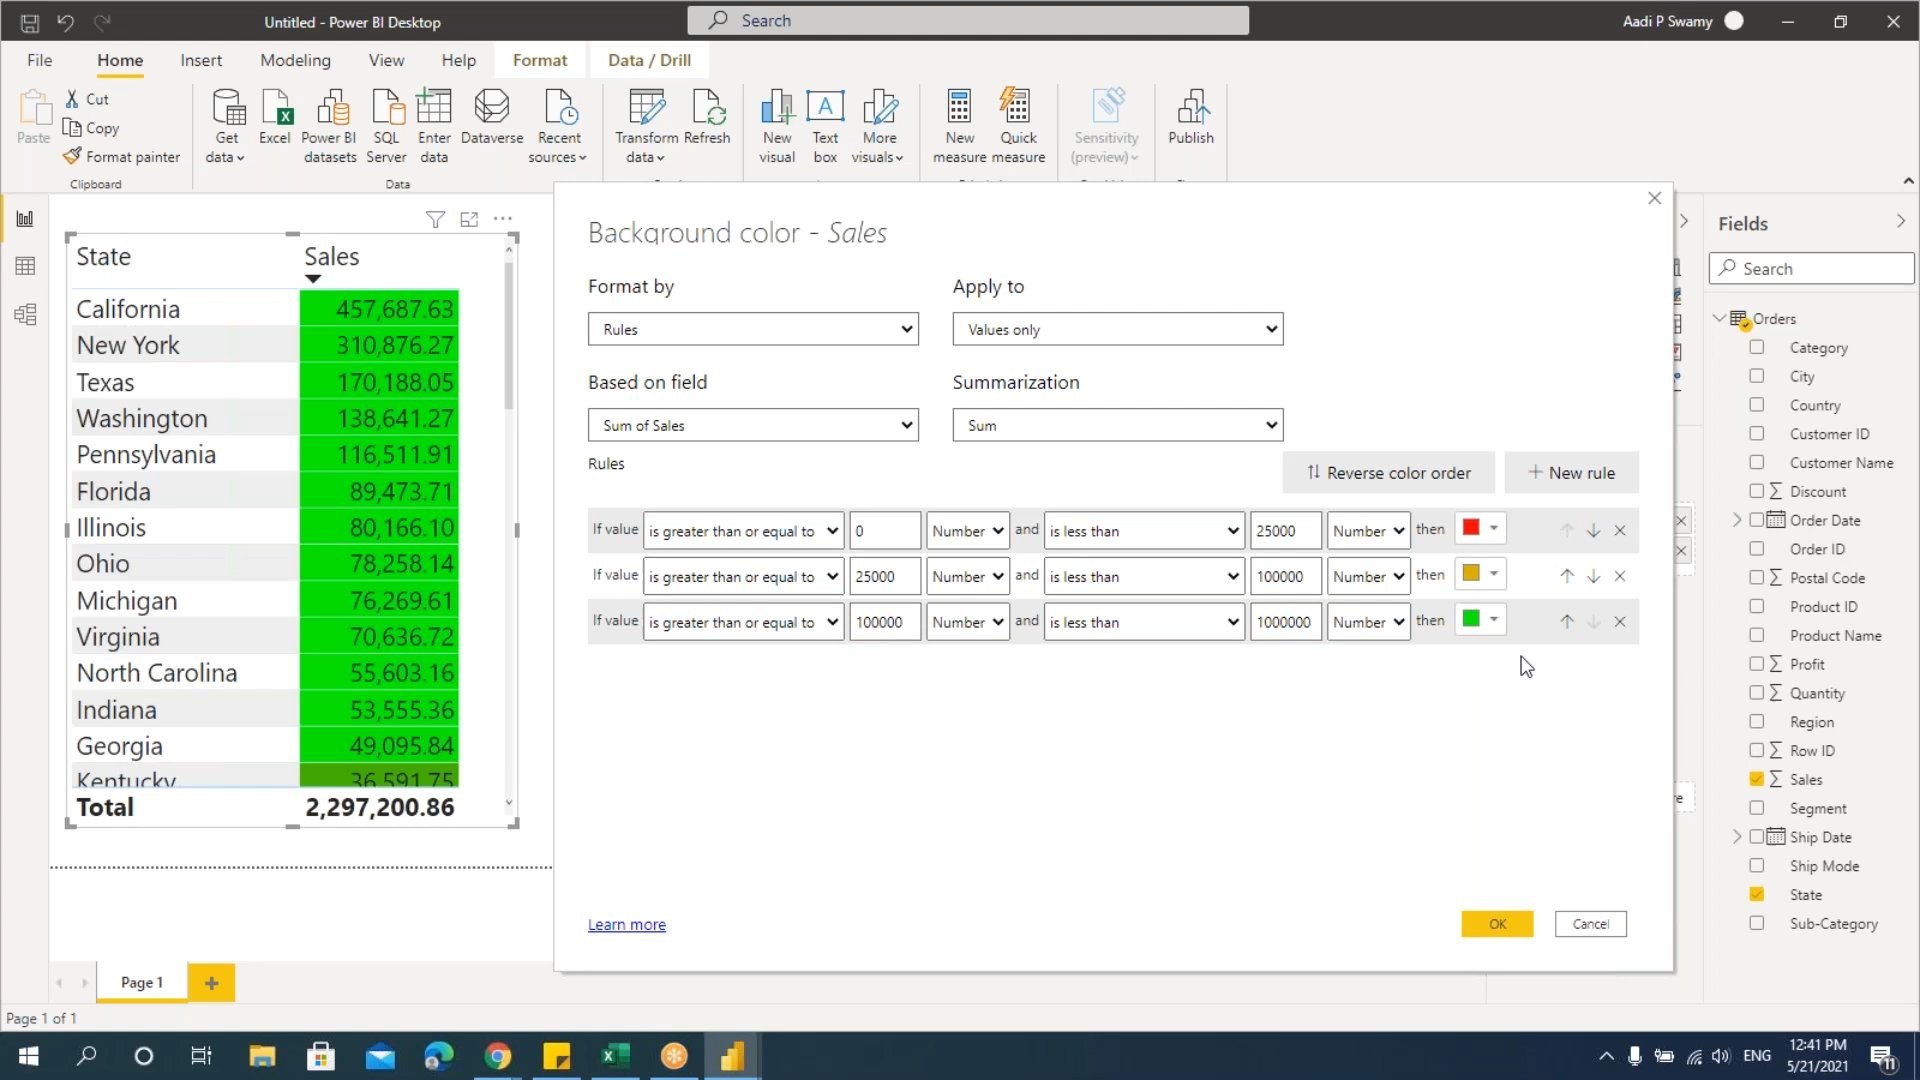 Untitled - Power BI Desktop
Search
Aadi P Swamy
File
Home
Insert
Modeling
View
Help
Format
Data / Drill
Paste
Cut
Copy
Format painter
Clipboard
Get data
Excel
Power BI datasets
SQL Server
Enter data
Dataverse
Recent sources
Data
Transform data
Refresh
New visual
Text box
More visuals
New measure
Quick measure
Sensitivity (preview)
Publish
State Sales
California 457,687.63
New York 310,876.27
Texas 170,188.05
Washington 138,641.27
Pennsylvania 116,511.91
Florida 89,473.71
Illinois 80,166.10
Ohio 78,258.14
Michigan 76,269.61
Virginia 70,636.72
North Carolina 55,603.16
Indiana 53,555.36
Georgia 49,095.84
Kentucky 36,591.75
Total 2,297,200.86
Background color - Sales
Format by
Rules
Apply to
Values only
Based on field
Sum of Sales
Summarization
Sum
Rules
Reverse color order
New rule
If value is greater than or equal to 0 Number and is less than 25000 Number then
If value is greater than or equal to 25000 Number and is less than 100000 Number then
If value is greater than or equal to 100000 Number and is less than 1000000 Number then
Learn more
OK
Cancel
Fields
Search
Orders
Category
City
Country
Customer ID
Customer Name
Discount
Order Date
Order ID
Postal Code
Product ID
Product Name
Profit
Quantity
Region
Row ID
Sales
Segment
Ship Date
Ship Mode
State
Sub-Category
Page 1
Page 1 of 1
ENG
12:41 PM
5/21/2021
11